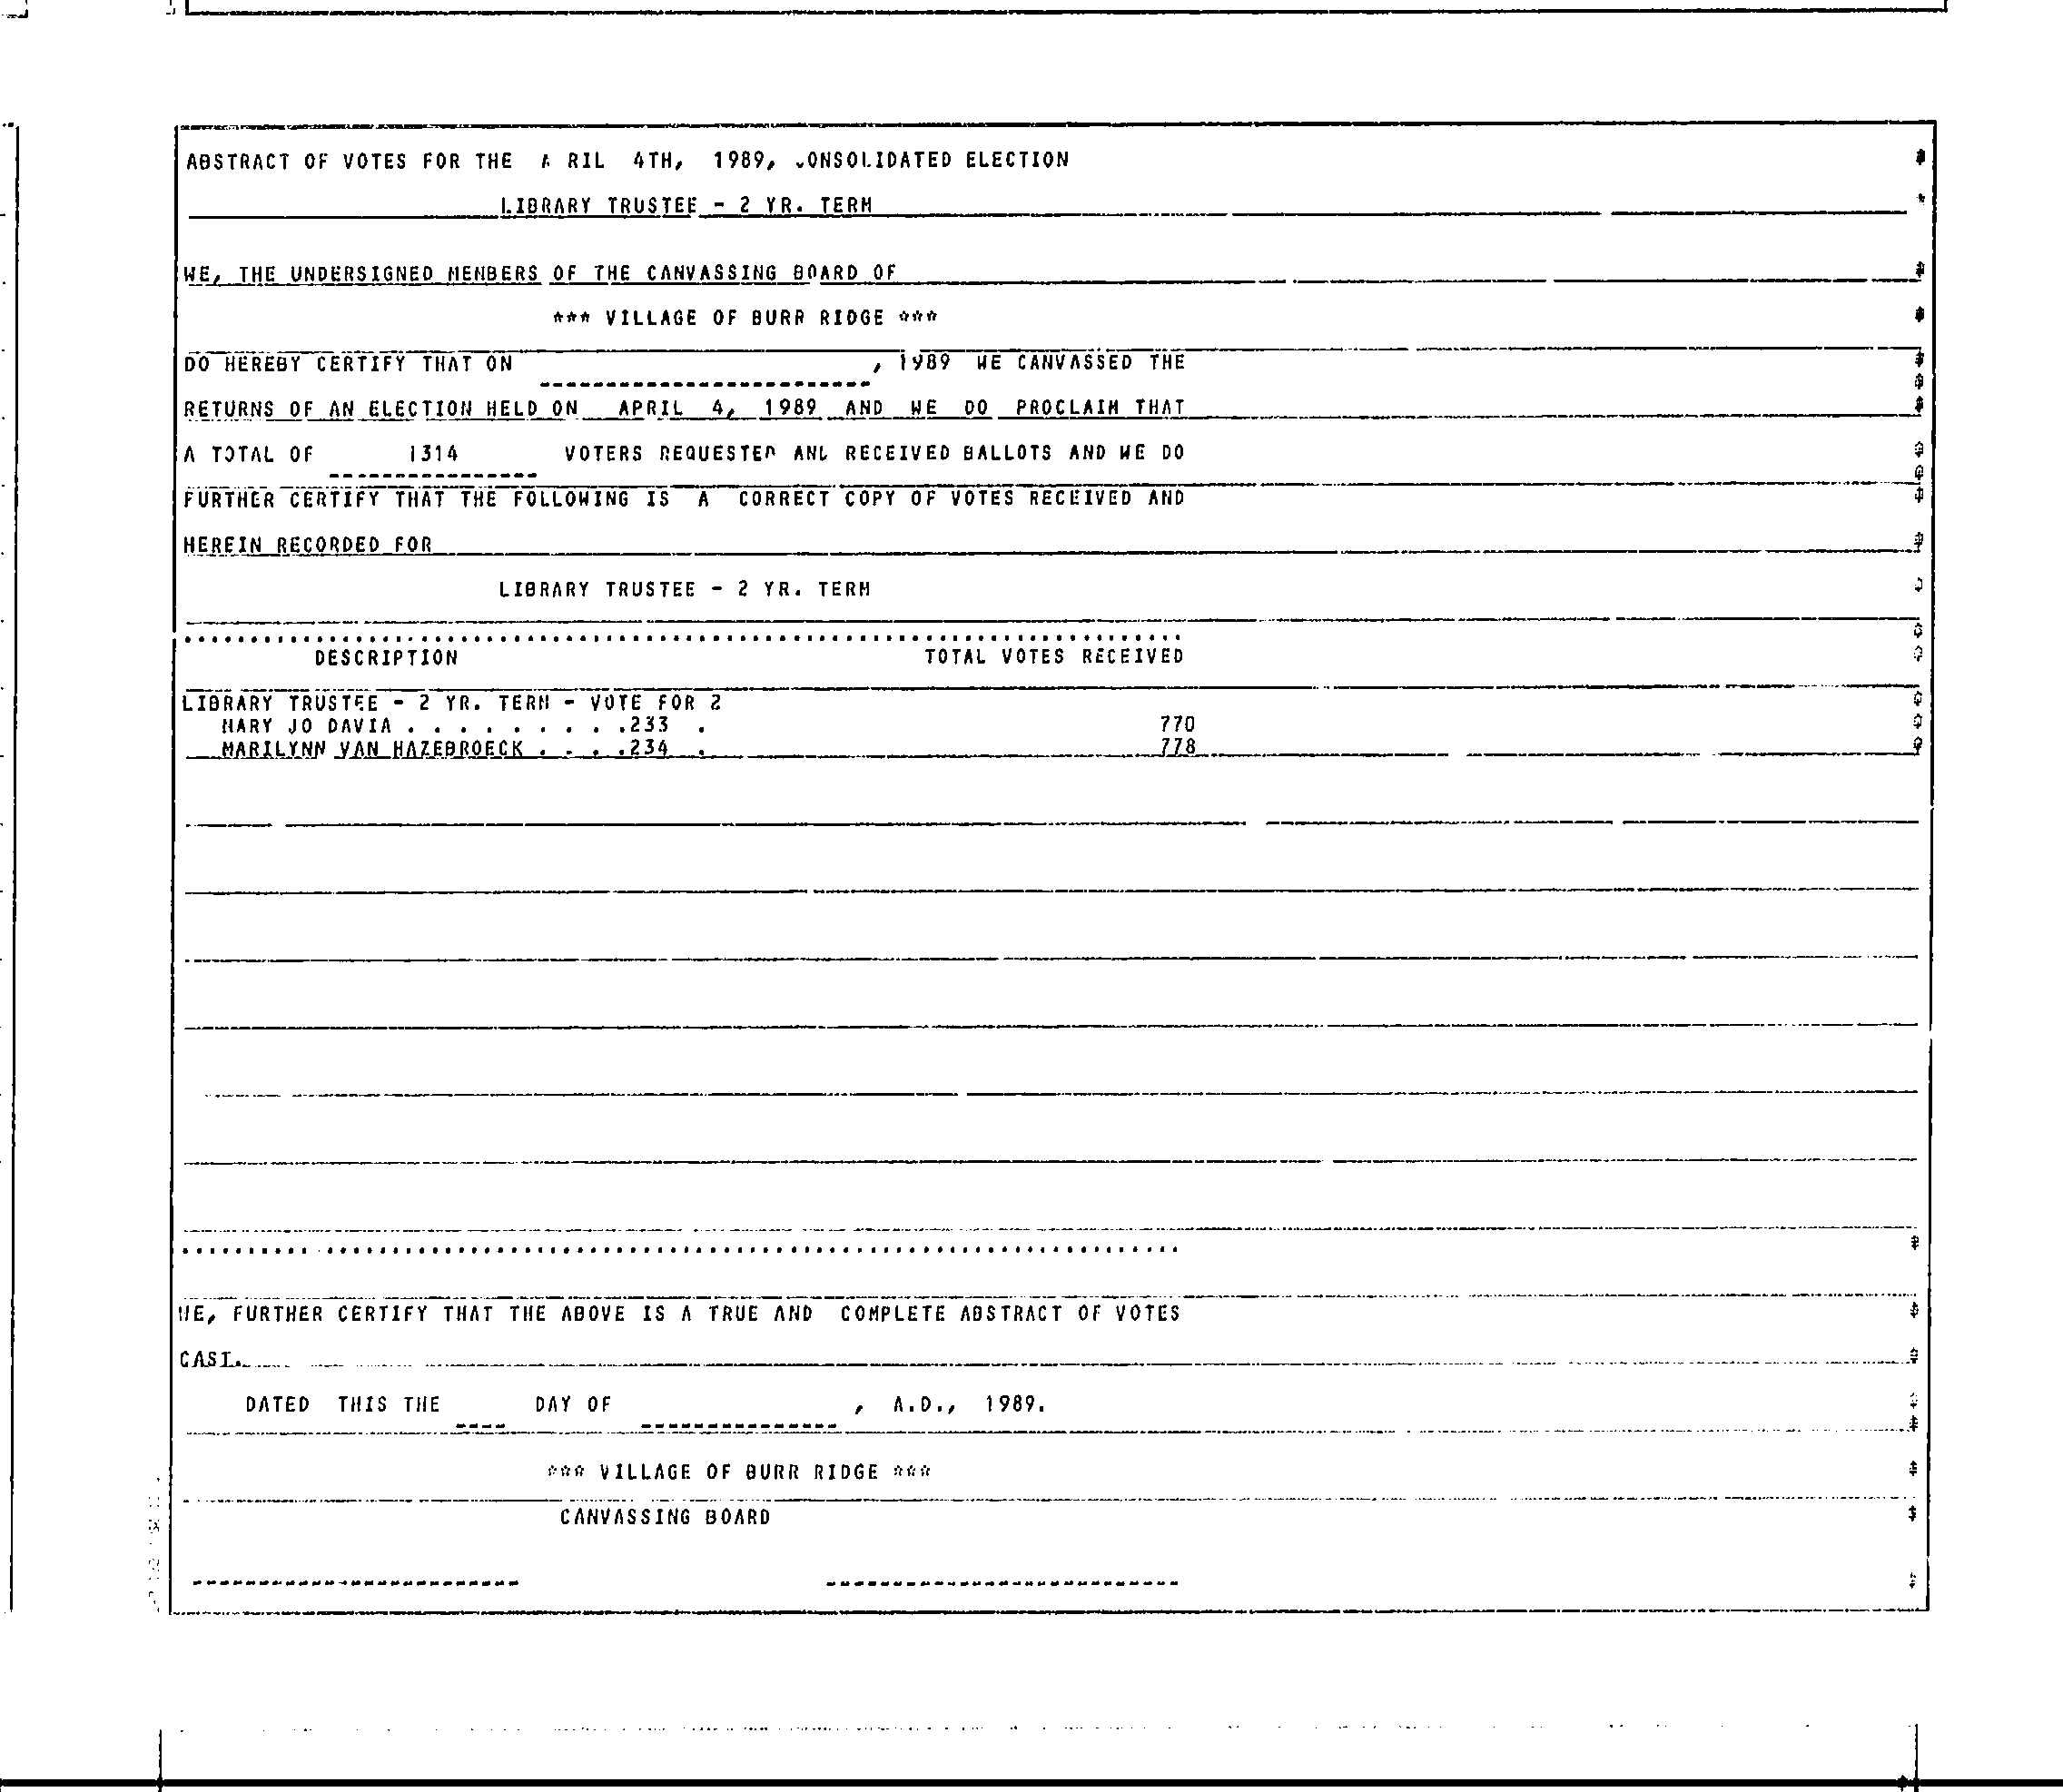 ABSTRACT OF VOTES FOR THE A RIL 4TH, 1989, ONSOLIDATED ELECTION
LIBRARY TRUSTEE - 2 YR. TERM
WE, THE UNDERSIGNED MEMBERS OF THE CANVASSING BOARD OF
*** VILLAGE OF BURR RIDGE ***
DO HEREBY CERTIFY THAT ON , 1989 WE CANVASSED THE
RETURNS OF AN ELECTION HELD ON APRIL 4, 1989 AND WE DO PROCLAIM THAT
A TOTAL OF 1314 VOTERS REQUESTED AND RECEIVED BALLOTS AND WE DO
FURTHER CERTIFY THAT THE FOLLOWING IS A CORRECT COPY OF VOTES RECEIVED AND
HEREIN RECORDED FOR
LIBRARY TRUSTEE - 2 YR. TERM
DESCRIPTION TOTAL VOTES RECEIVED
LIBRARY TRUSTEE - 2 YR. TERM - VOTE FOR 2
MARY JO DAVIA . . . . . . . . .233 . 770
MARILYNN VAN HAZEBROECK . . . .234 . 778
WE, FURTHER CERTIFY THAT THE ABOVE IS A TRUE AND COMPLETE ABSTRACT OF VOTES
CAST.
DATED THIS THE ---- DAY OF --------------- , A.D., 1989.
*** VILLAGE OF BURR RIDGE ***
CANVASSING BOARD